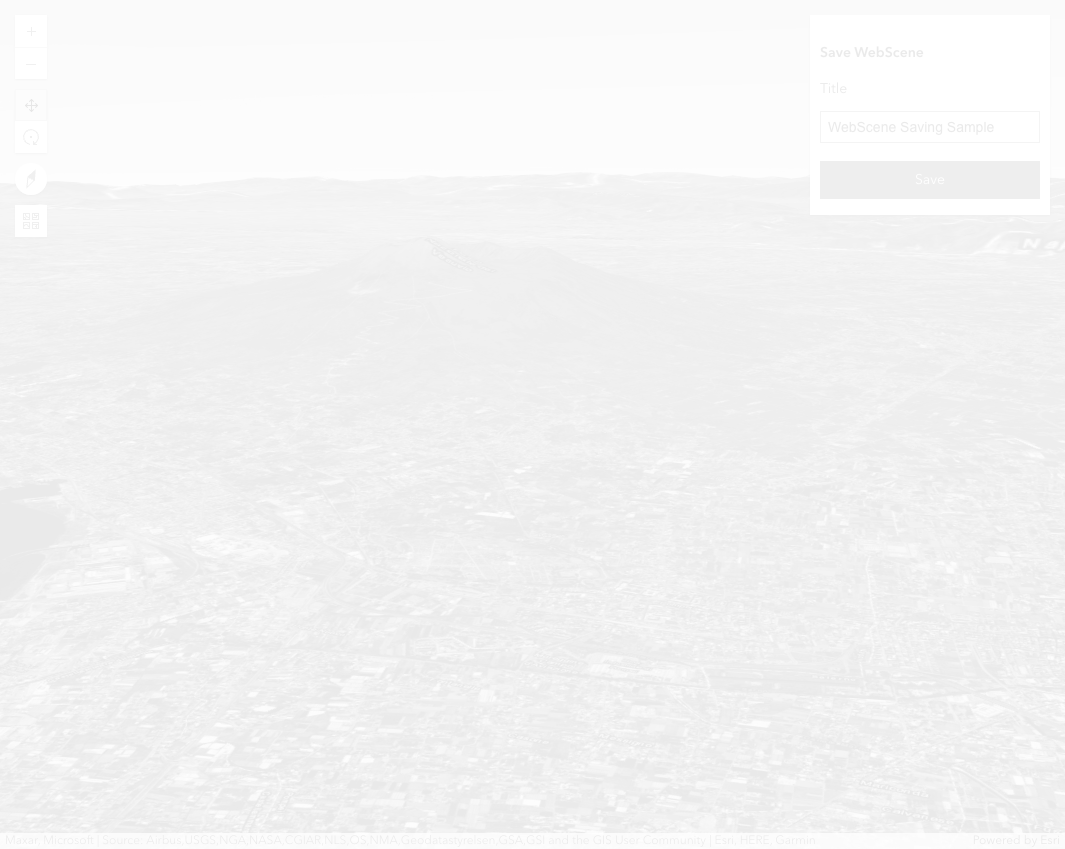 Save WebScene
Title
WebScene Saving Sample
Save
Maxar, Microsoft | Source: Airbus,USGS,NGA,NASA,CGIAR,NLS,OS,NMA,Geodatastyrelsen,GSA,GSI and the GIS User Community | Esri, HERE, Garmin
Powered by Esri